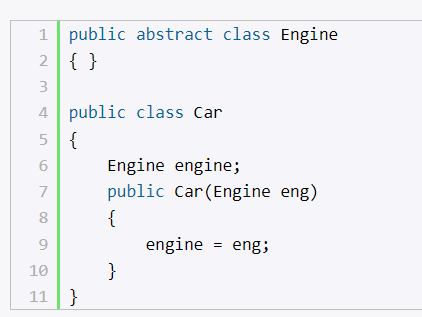 1 public abstract class Engine
2 { }
3
4 public class Car
5 {
6     Engine engine;
7     public Car(Engine eng)
8     {
9         engine = eng;
10     }
11 }